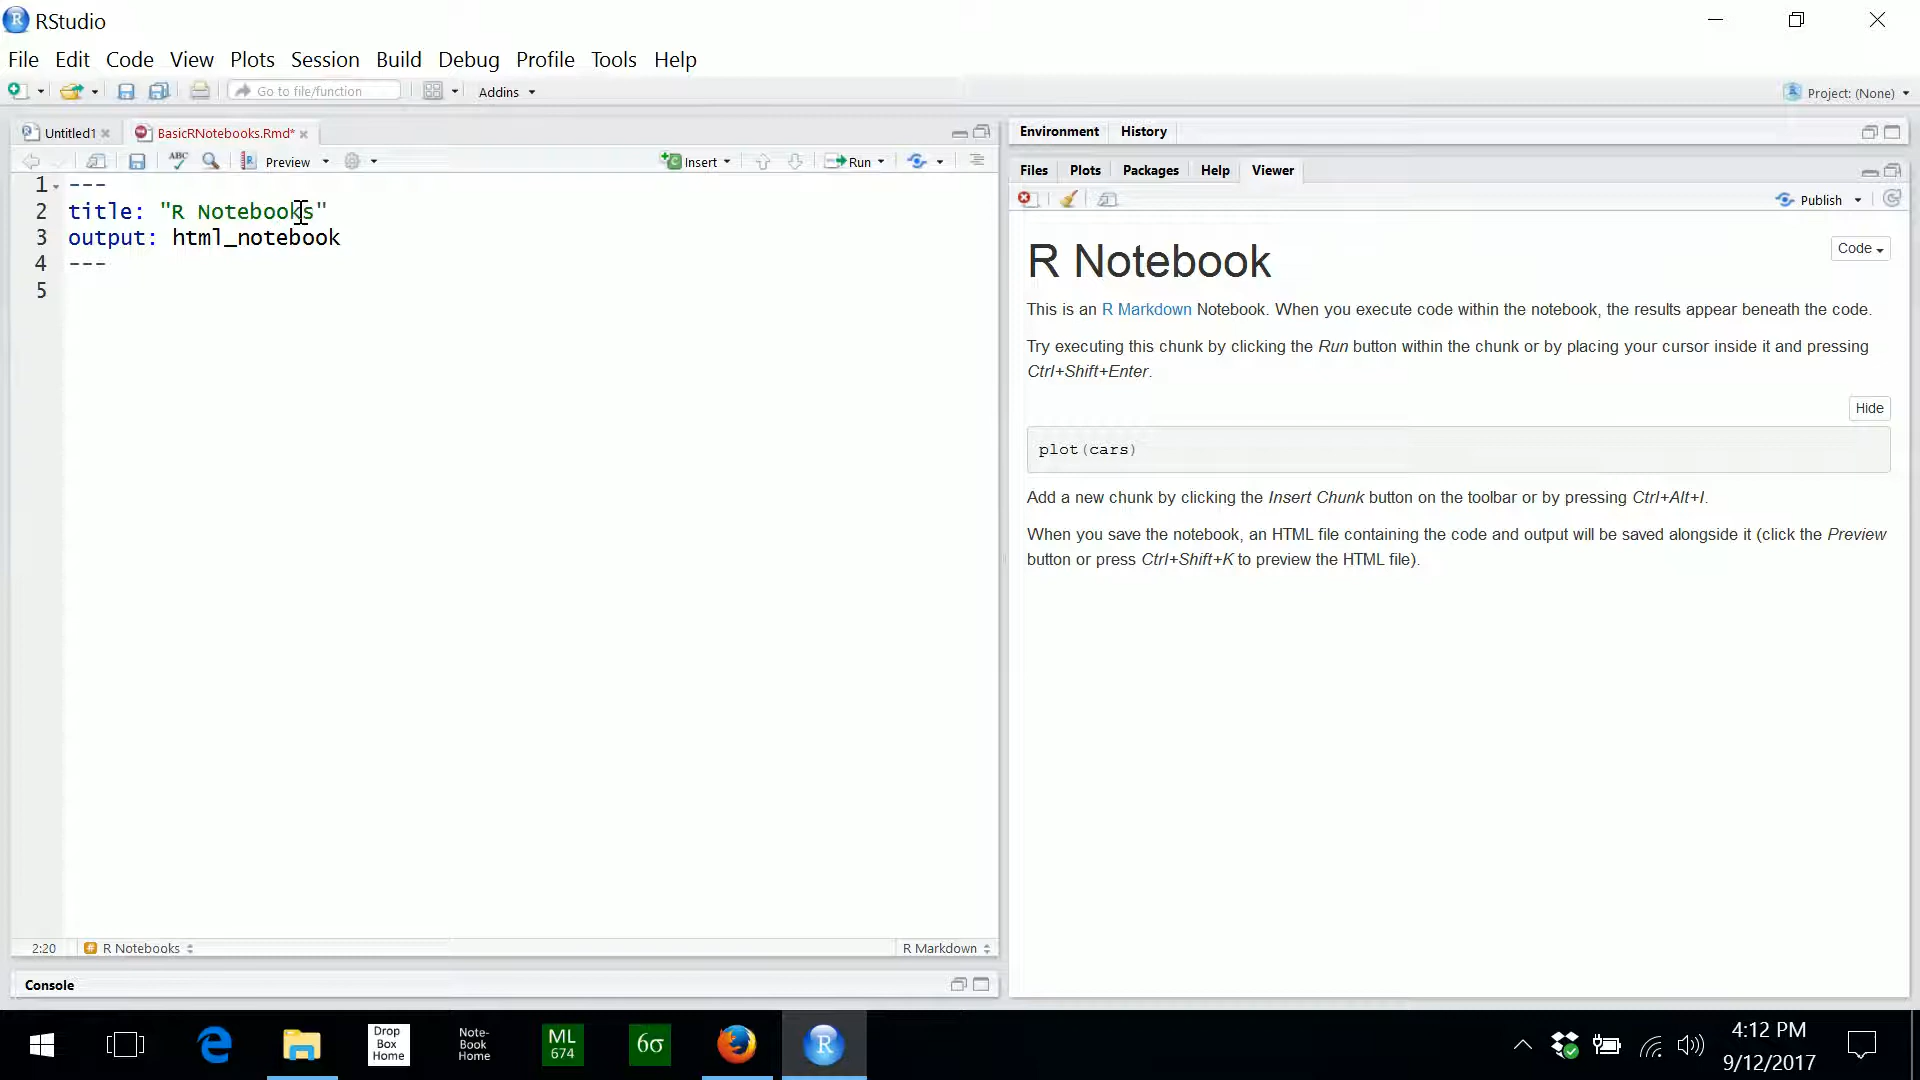 RStudio
File Edit Code View Plots Session Build Debug Profile Tools Help
Go to file/function Addins Project: (None)
Untitled1 BasicRNotebooks.Rmd*
ABC Preview Insert Run
1 ---
2 title: "R Notebooks"
3 output: html_notebook
4 ---
5
2:20 R Notebooks R Markdown
Console
Environment History
Files Plots Packages Help Viewer
Publish
R Notebook
Code
This is an R Markdown Notebook. When you execute code within the notebook, the results appear beneath the code.
Try executing this chunk by clicking the Run button within the chunk or by placing your cursor inside it and pressing
Ctrl+Shift+Enter.
Hide
plot(cars)
Add a new chunk by clicking the Insert Chunk button on the toolbar or by pressing Ctrl+Alt+I.
When you save the notebook, an HTML file containing the code and output will be saved alongside it (click the Preview
button or press Ctrl+Shift+K to preview the HTML file).
Drop
Box
Home
Note-
Book
Home
ML
674
6σ
R
4:12 PM
9/12/2017